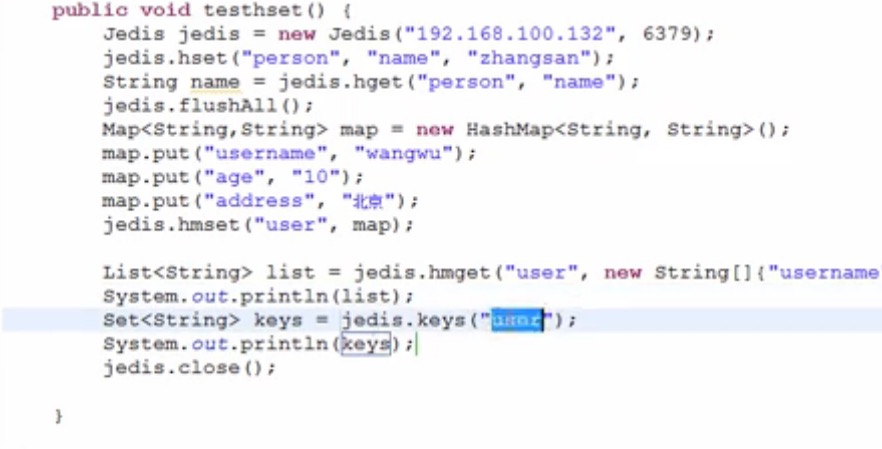 public void testhset() {
Jedis jedis = new Jedis("192.168.100.132", 6379);
jedis.hset("person", "name", "zhangsan");
String name = jedis.hget("person", "name");
jedis.flushAll();
Map<String,String> map = new HashMap<String, String>();
map.put("username", "wangwu");
map.put("age", "10");
map.put("address", "北京");
jedis.hmset("user", map);
List<String> list = jedis.hmget("user", new String[]{"username
System.out.println(list);
Set<String> keys = jedis.keys("user");
System.out.println(keys);
jedis.close();
}